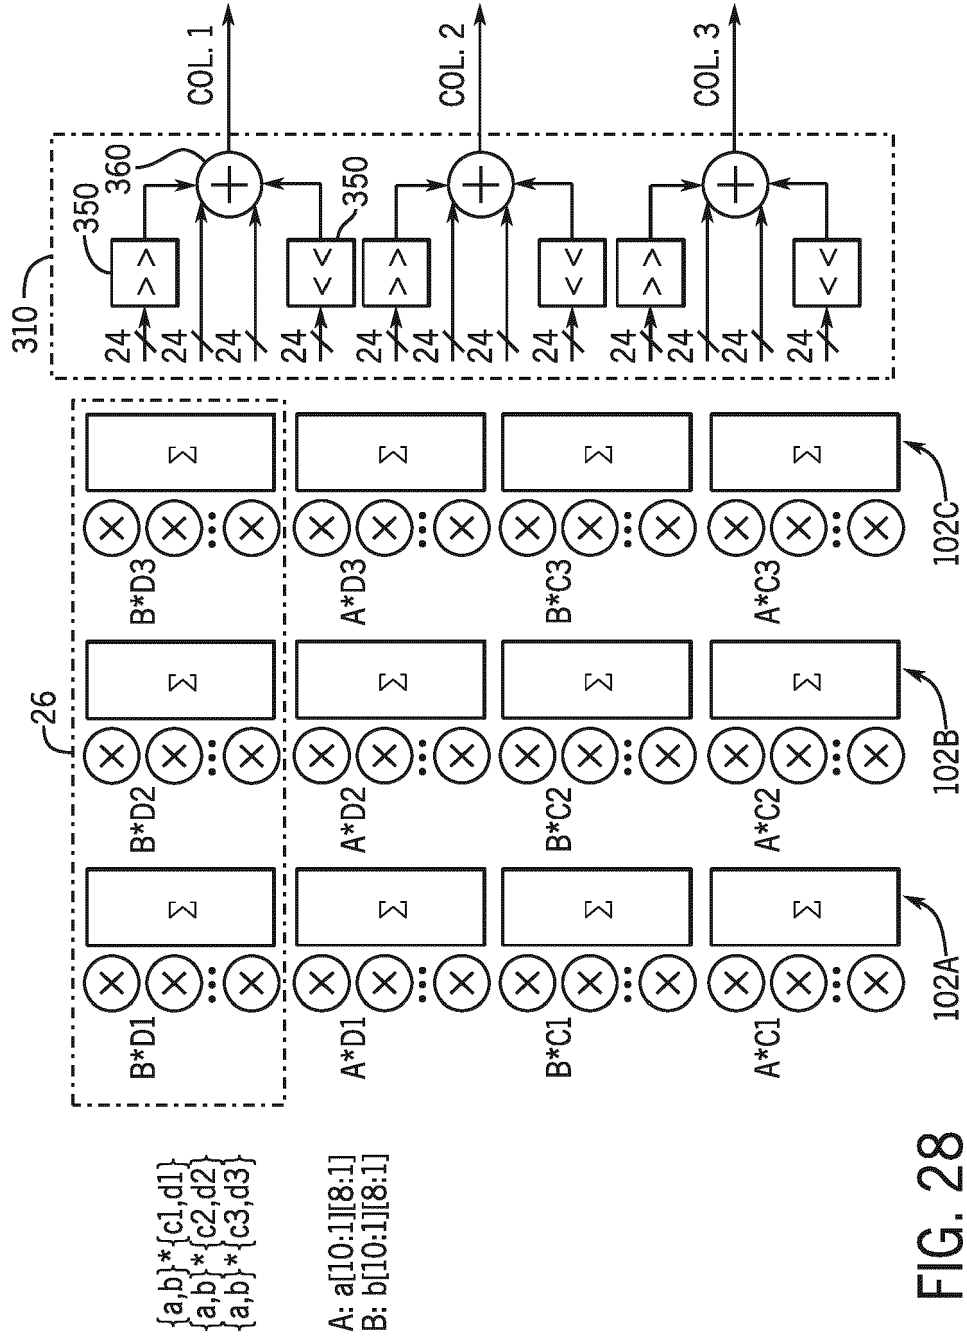 310
26
350
{a,b}*{c1,d1}
{a,b}*{c2,d2}
{a,b}*{c3,d3}
A: a[10:1][8:1]
B: b[10:1][8:1]
B*D1
Σ
B*D2
Σ
B*D3
Σ
24
>>
24
24
360
+
COL. 1
24
<<
350
A*D1
Σ
A*D2
Σ
A*D3
Σ
24
>>
24
24
+
COL. 2
24
<<
B*C1
Σ
B*C2
Σ
B*C3
Σ
24
>>
24
24
+
COL. 3
24
<<
A*C1
Σ
A*C2
Σ
A*C3
Σ
102A
102B
102C
FIG. 28